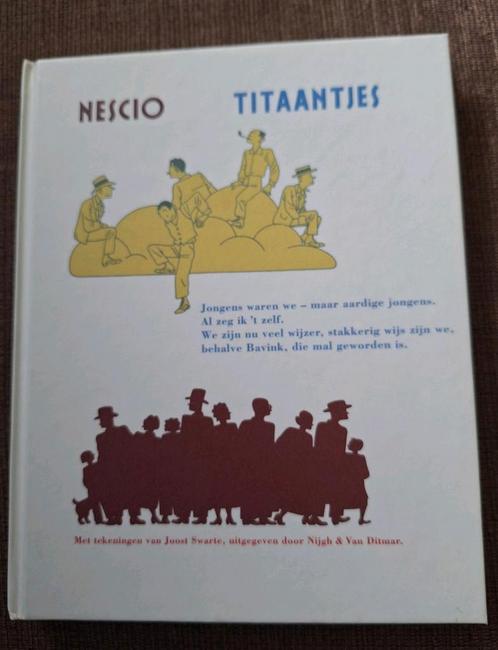 NESCIO TITAANTJES
Jongens waren we – maar aardige jongens.
Al zeg ik 't zelf.
We zijn nu veel wijzer, stakkerig wijs zijn we,
behalve Bavink, die mal geworden is.
Met tekeningen van Joost Swarte, uitgegeven door Nijgh & Van Ditmar.